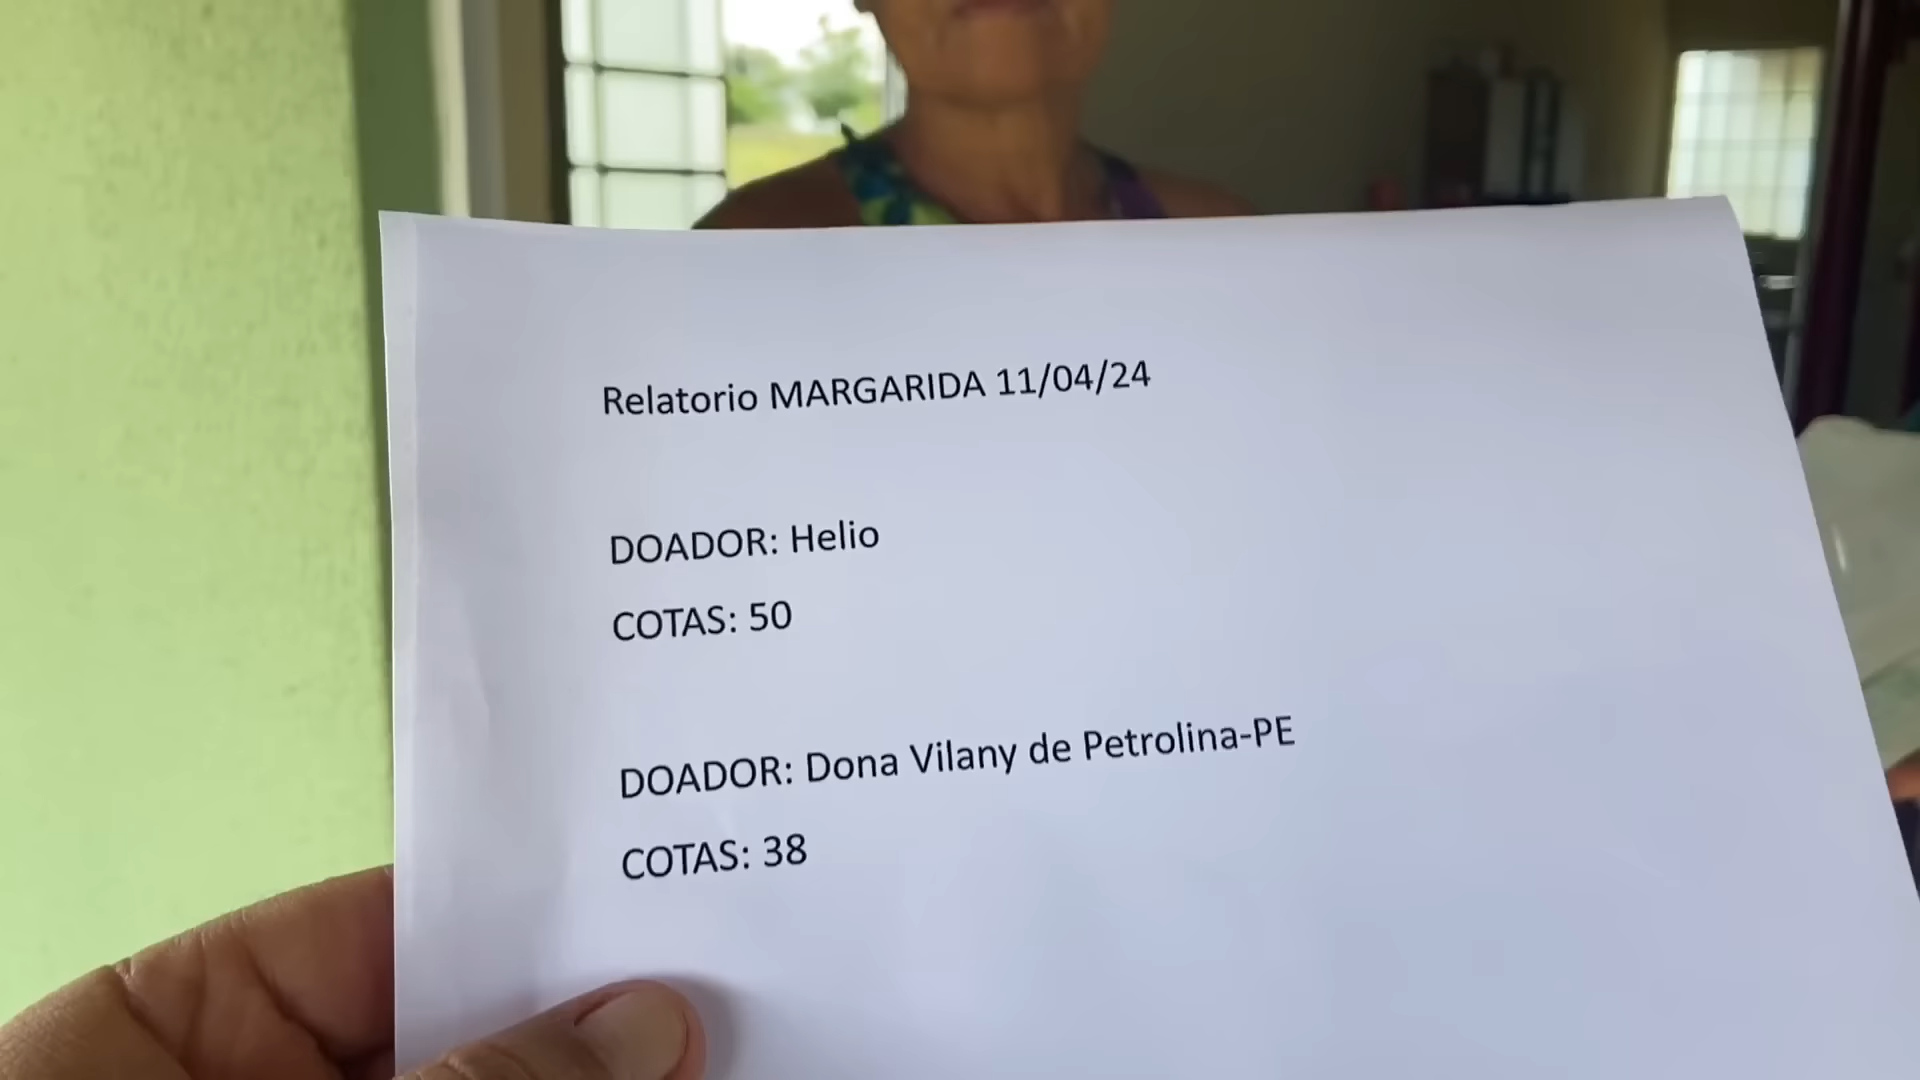 Relatorio MARGARIDA 11/04/24
DOADOR: Helio
COTAS: 50
DOADOR: Dona Vilany de Petrolina-PE
COTAS: 38